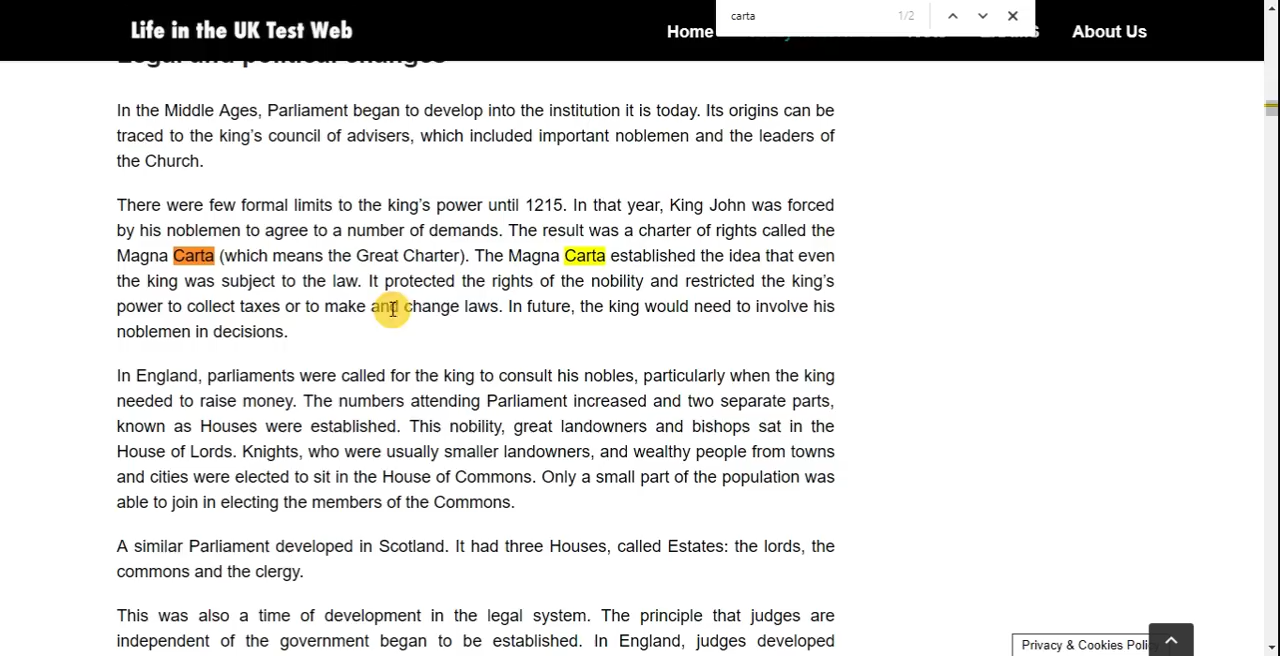 carta 1/2
Life in the UK Test Web
Home About Us
Legal and political changes
In the Middle Ages, Parliament began to develop into the institution it is today. Its origins can be
traced to the king's council of advisers, which included important noblemen and the leaders of
the Church.
There were few formal limits to the king's power until 1215. In that year, King John was forced
by his noblemen to agree to a number of demands. The result was a charter of rights called the
Magna Carta (which means the Great Charter). The Magna Carta established the idea that even
the king was subject to the law. It protected the rights of the nobility and restricted the king's
power to collect taxes or to make and change laws. In future, the king would need to involve his
noblemen in decisions.
In England, parliaments were called for the king to consult his nobles, particularly when the king
needed to raise money. The numbers attending Parliament increased and two separate parts,
known as Houses were established. This nobility, great landowners and bishops sat in the
House of Lords. Knights, who were usually smaller landowners, and wealthy people from towns
and cities were elected to sit in the House of Commons. Only a small part of the population was
able to join in electing the members of the Commons.
A similar Parliament developed in Scotland. It had three Houses, called Estates: the lords, the
commons and the clergy.
This was also a time of development in the legal system. The principle that judges are
independent of the government began to be established. In England, judges developed
Privacy & Cookies Policy